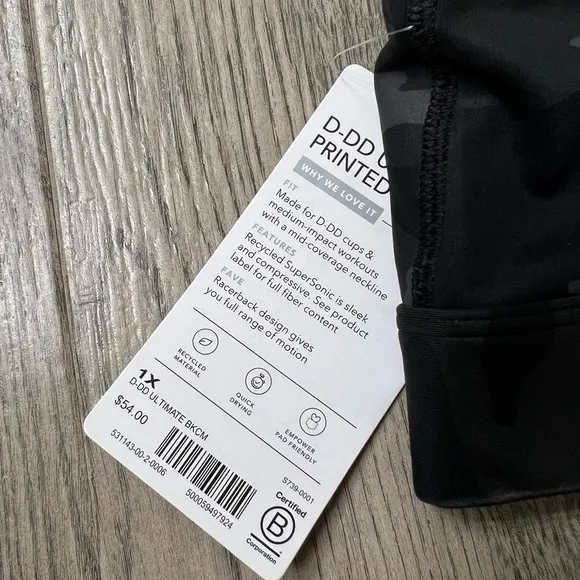 D-DD U
PRINTED
WHY WE LOVE IT
FIT
Made for D-DD cups &
medium-impact workouts
with a mid-coverage neckline
FEATURES
Recycled SuperSonic is sleek
and compressive. See product
label for full fiber content
FAVE
Racerback design gives
you full range of motion
RECYCLED
MATERIAL
QUICK
DRYING
EMPOWER
PAD FRIENDLY
1X
D-DD ULTIMATE BKCM
$54.00
531143-00 2-0006
S739-0001
500059497924
Certified
B
Corporation